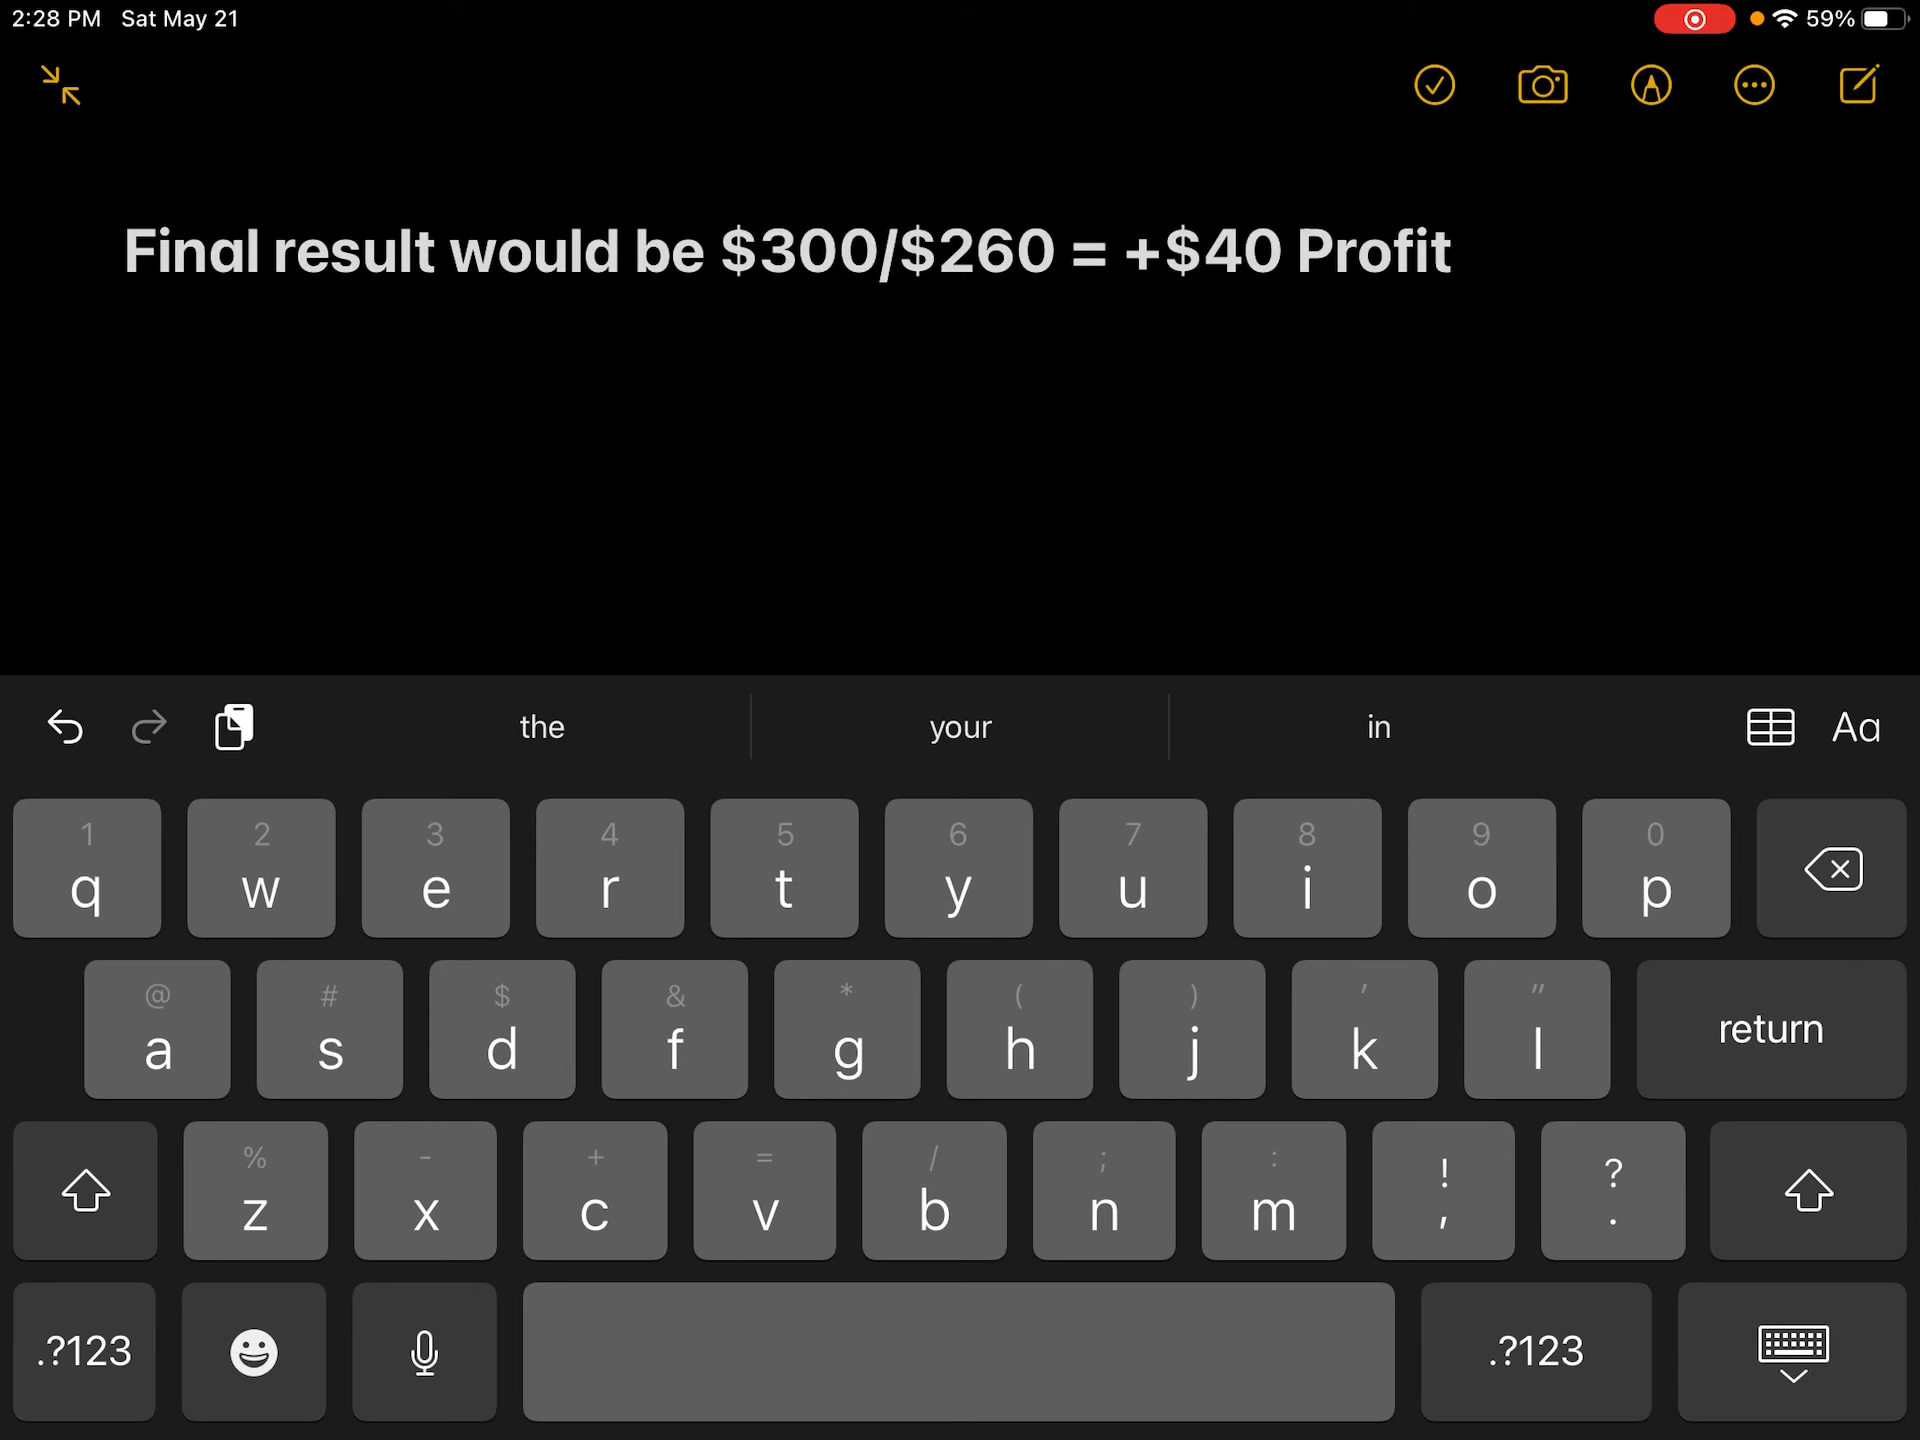 2:28 PM Sat May 21
59%
Final result would be $300/$260 = +$40 Profit
the your in
Aa
1 2 3 4 5 6 7 8 9 0
q w e r t y u i o p
@ # $ & * ( ) ' "
a s d f g h j k l return
% - + = / ; : ! ?
z x c v b n m , .
.?123 .?123